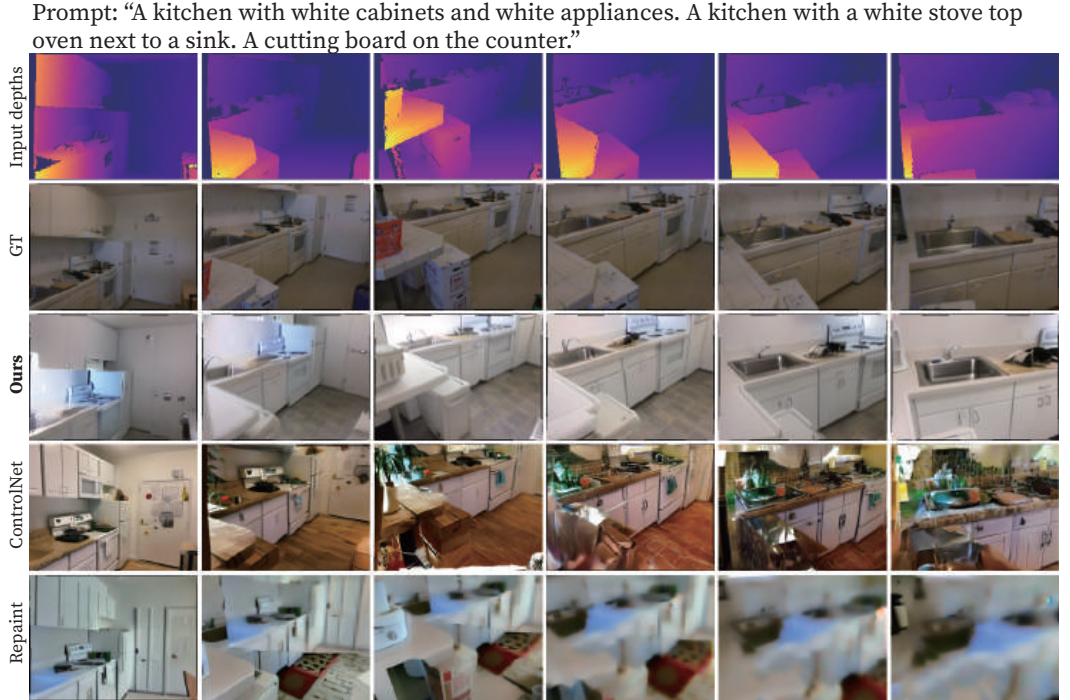 Prompt: “A kitchen with white cabinets and white appliances. A kitchen with a white stove top
oven next to a sink. A cutting board on the counter.”
Input depths
GT
Ours
ControlNet
Repaint